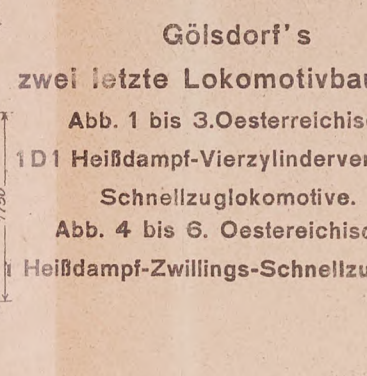 Gölsdorf's
zwei letzte Lokomotivbau
Abb. 1 bis 3.Oesterreichis
1D1 Heißdampf-Vierzylinderver
Schnellzuglokomotive.
Abb. 4 bis 6. Oestereichisc
Heißdampf-Zwillings-Schnellzu